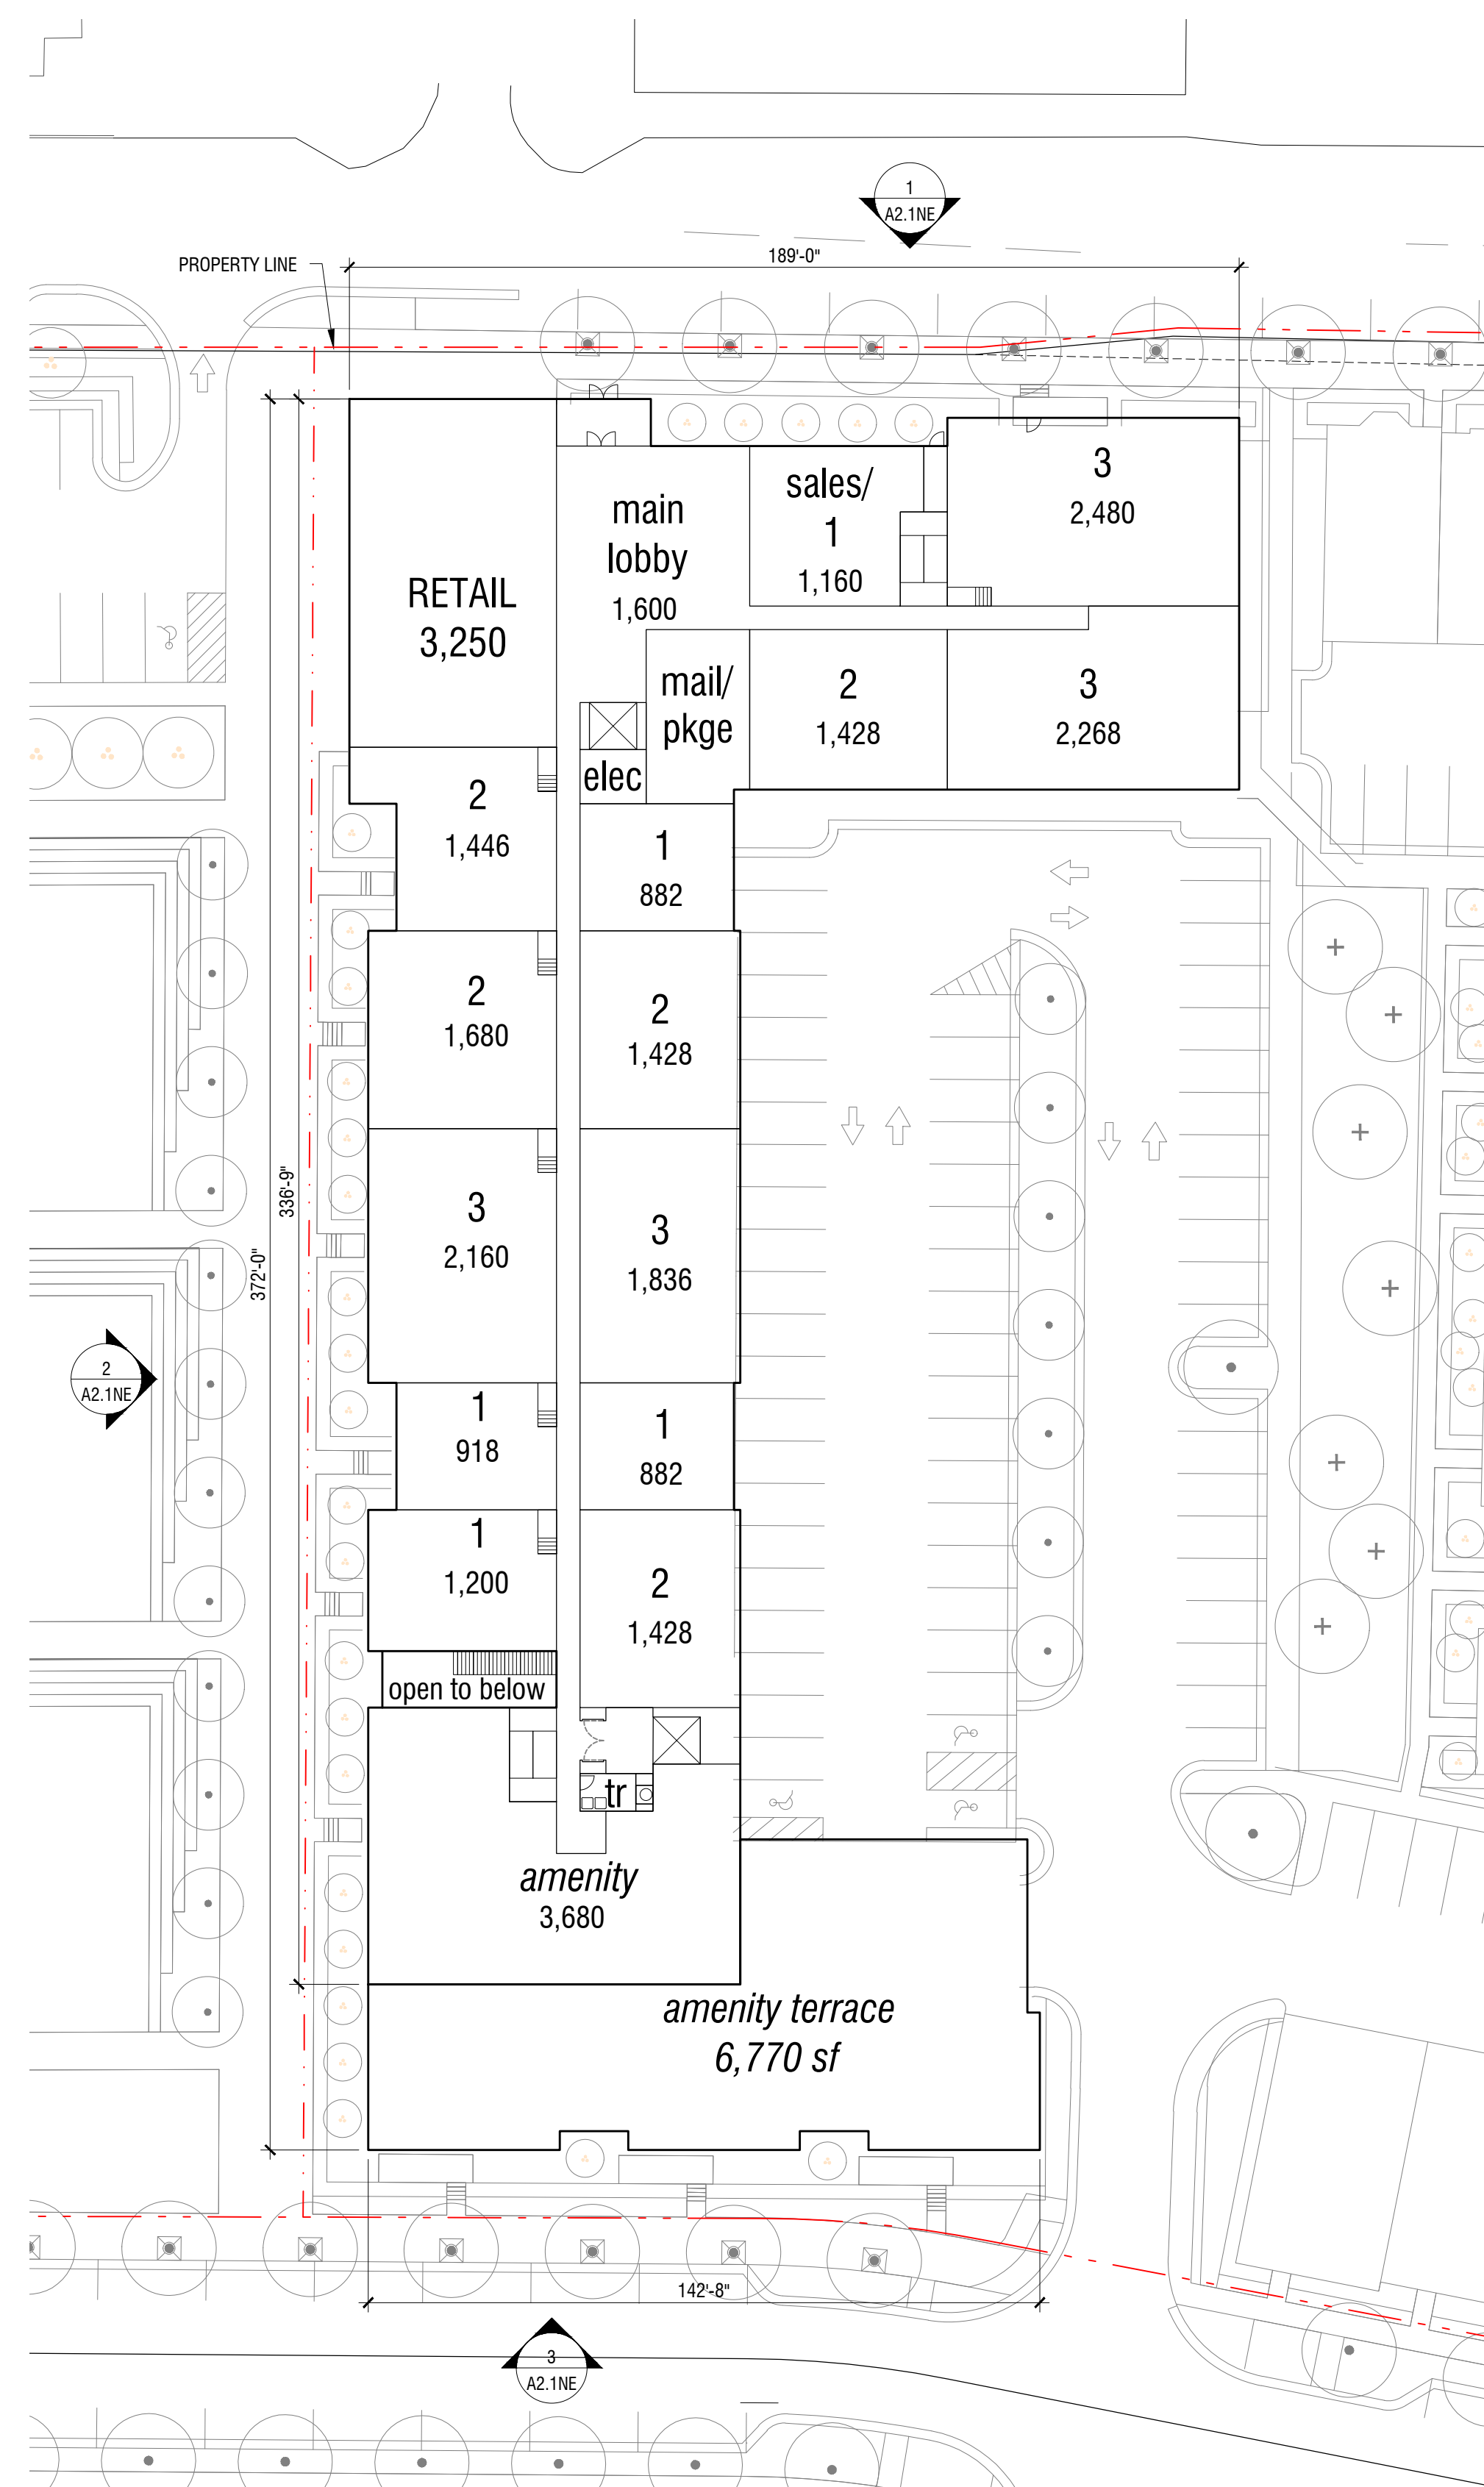 1
A2.1NE
189'-0"
PROPERTY LINE
main
lobby
1,600
sales/
1
1,160
3
2,480
RETAIL
3,250
mail/
pkge
2
1,428
3
2,268
elec
2
1,446
1
882
2
1,680
2
1,428
336'-9"
372'-0"
3
2,160
3
1,836
2
A2.1NE
1
918
1
882
1
1,200
2
1,428
open to below
tr
amenity
3,680
amenity terrace
6,770 sf
142'-8"
3
A2.1NE